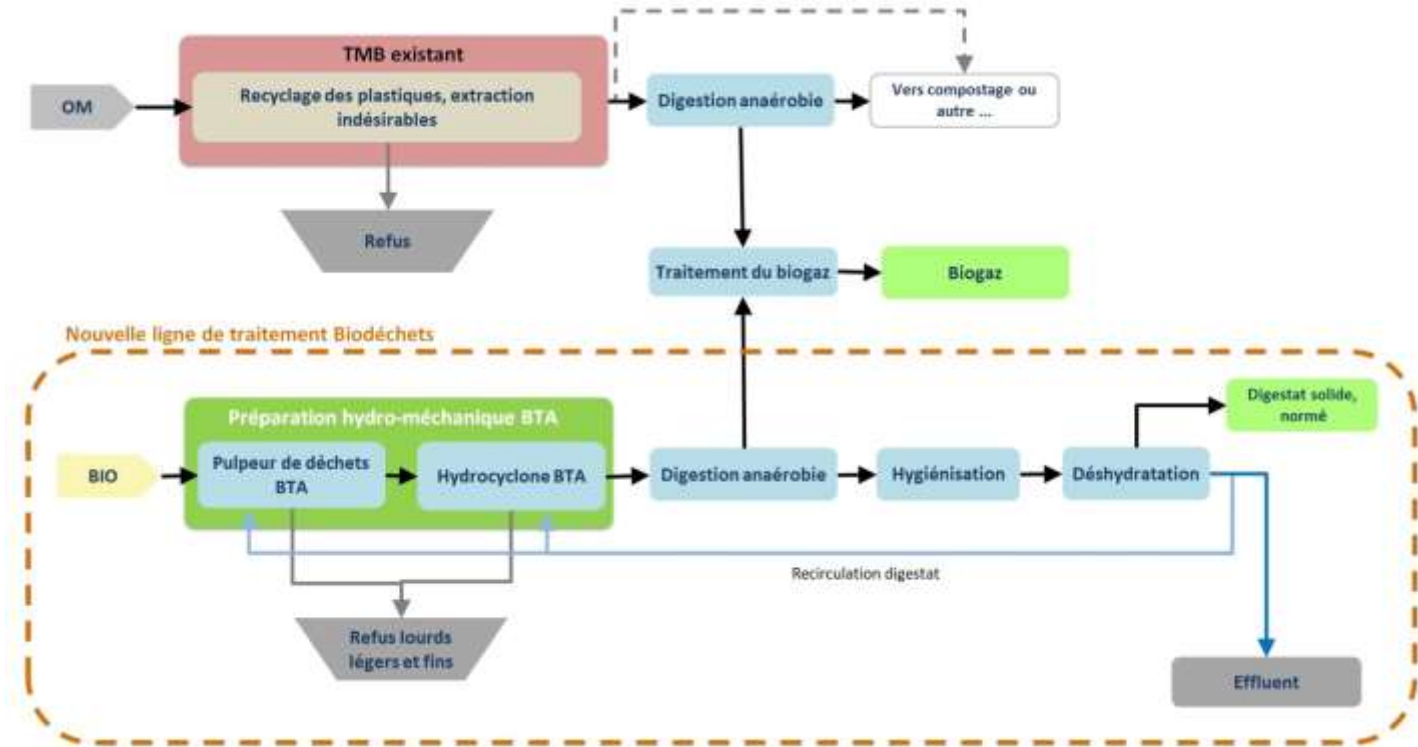 TMB existant
OM
Recyclage des plastiques, extraction
indésirables
Digestion anaérobie
Vers compostage ou
autre ...
Refus
Traitement du biogaz
Biogaz
Nouvelle ligne de traitement Biodéchets
Préparation hydro-méchanique BTA
BIO
Pulpeur de déchets
BTA
Hydrocyclone BTA
Digestion anaérobie
Hygiénisation
Déshydratation
Digestat solide,
normé
Recirculation digestat
Refus lourds
légers et fins
Effluent